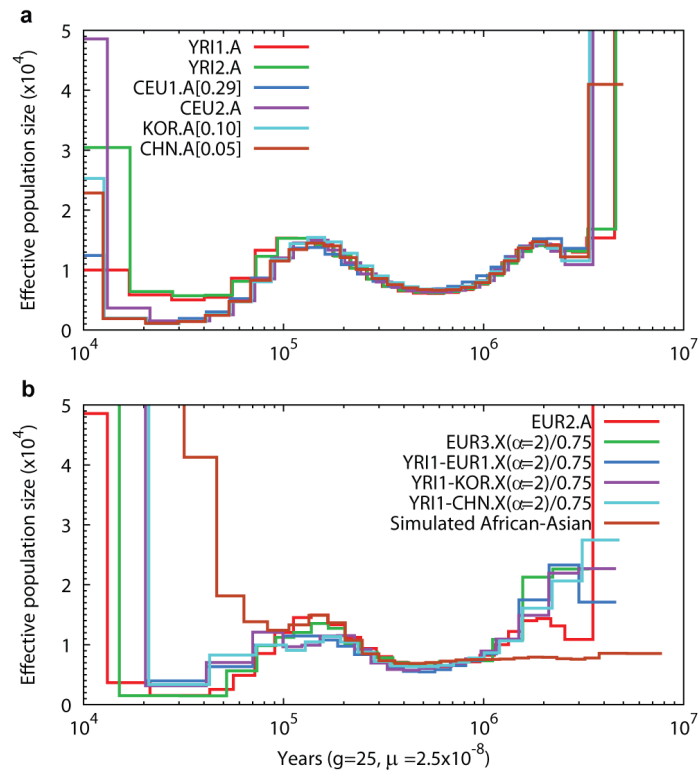 a
Effective population size (x10⁴)
5
4
3
2
1
0
YRI1.A
YRI2.A
CEU1.A[0.29]
CEU2.A
KOR.A[0.10]
CHN.A[0.05]
10⁴ 10⁵ 10⁶ 10⁷
b
Effective population size (x10⁴)
5
4
3
2
1
0
EUR2.A
EUR3.X(α=2)/0.75
YRI1-EUR1.X(α=2)/0.75
YRI1-KOR.X(α=2)/0.75
YRI1-CHN.X(α=2)/0.75
Simulated African-Asian
10⁴ 10⁵ 10⁶ 10⁷
Years (g=25, μ =2.5x10⁻⁸)